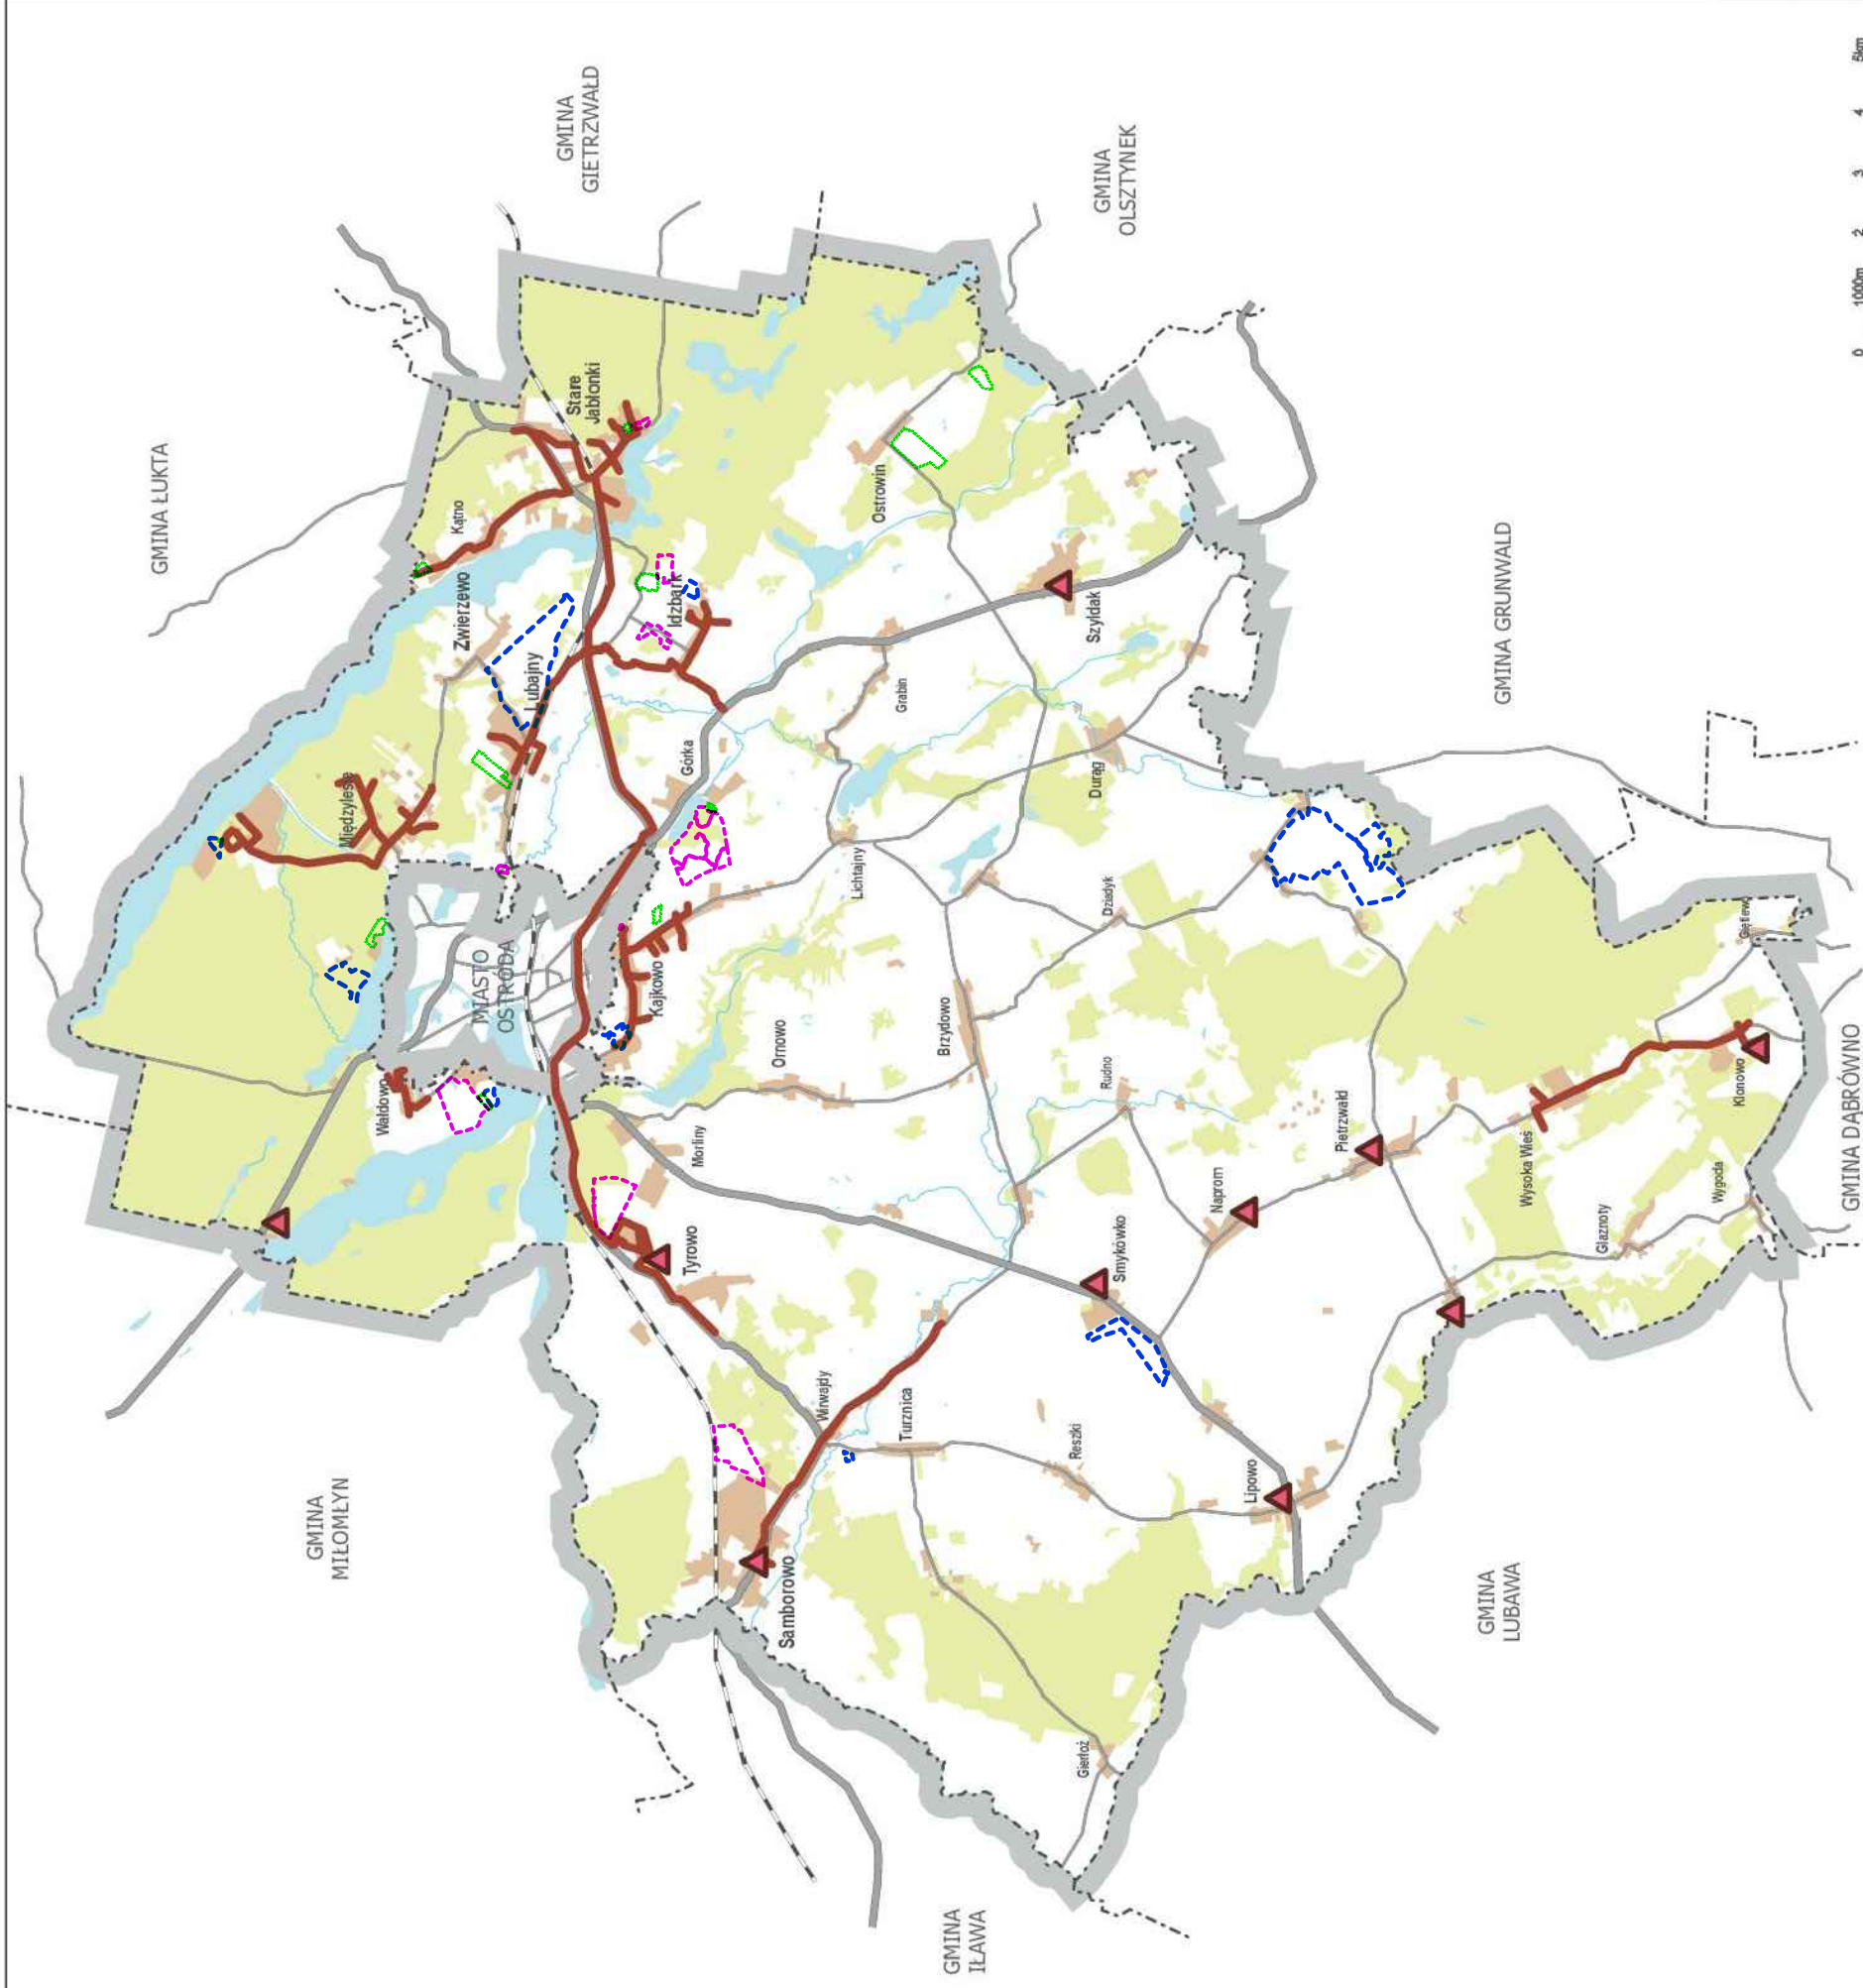 GMINA ŁUKTA
GMINA
GIETRZWAŁD
GMINA
OLSZTYNEK
GMINA GRUNWALD
GMINA DĄBRÓWNO
GMINA
LUBAWA
GMINA
IŁAWA
GMINA
MIŁOMŁYN
MIASTO
OSTRÓDA
Stare
Jabłonki
Kątno
Zwierzewo
Lubajny
Idzbark
Międzylesie
Górka
Kajkowo
Wałdowo
Ornowo
Morliny
Tyrowo
Samborowo
Wirwajdy
Turznica
Reszki
Lipowo
Gierłoż
Smykówko
Naprom
Rudno
Brzydowo
Lichtajny
Grabin
Ostrowin
Szyldak
Durąg
Dziadyk
Pietrzwałd
Wysoka Wieś
Klonowo
Giętlewo
Wygoda
Glaznoty
0 1000m 2 3 4 5km